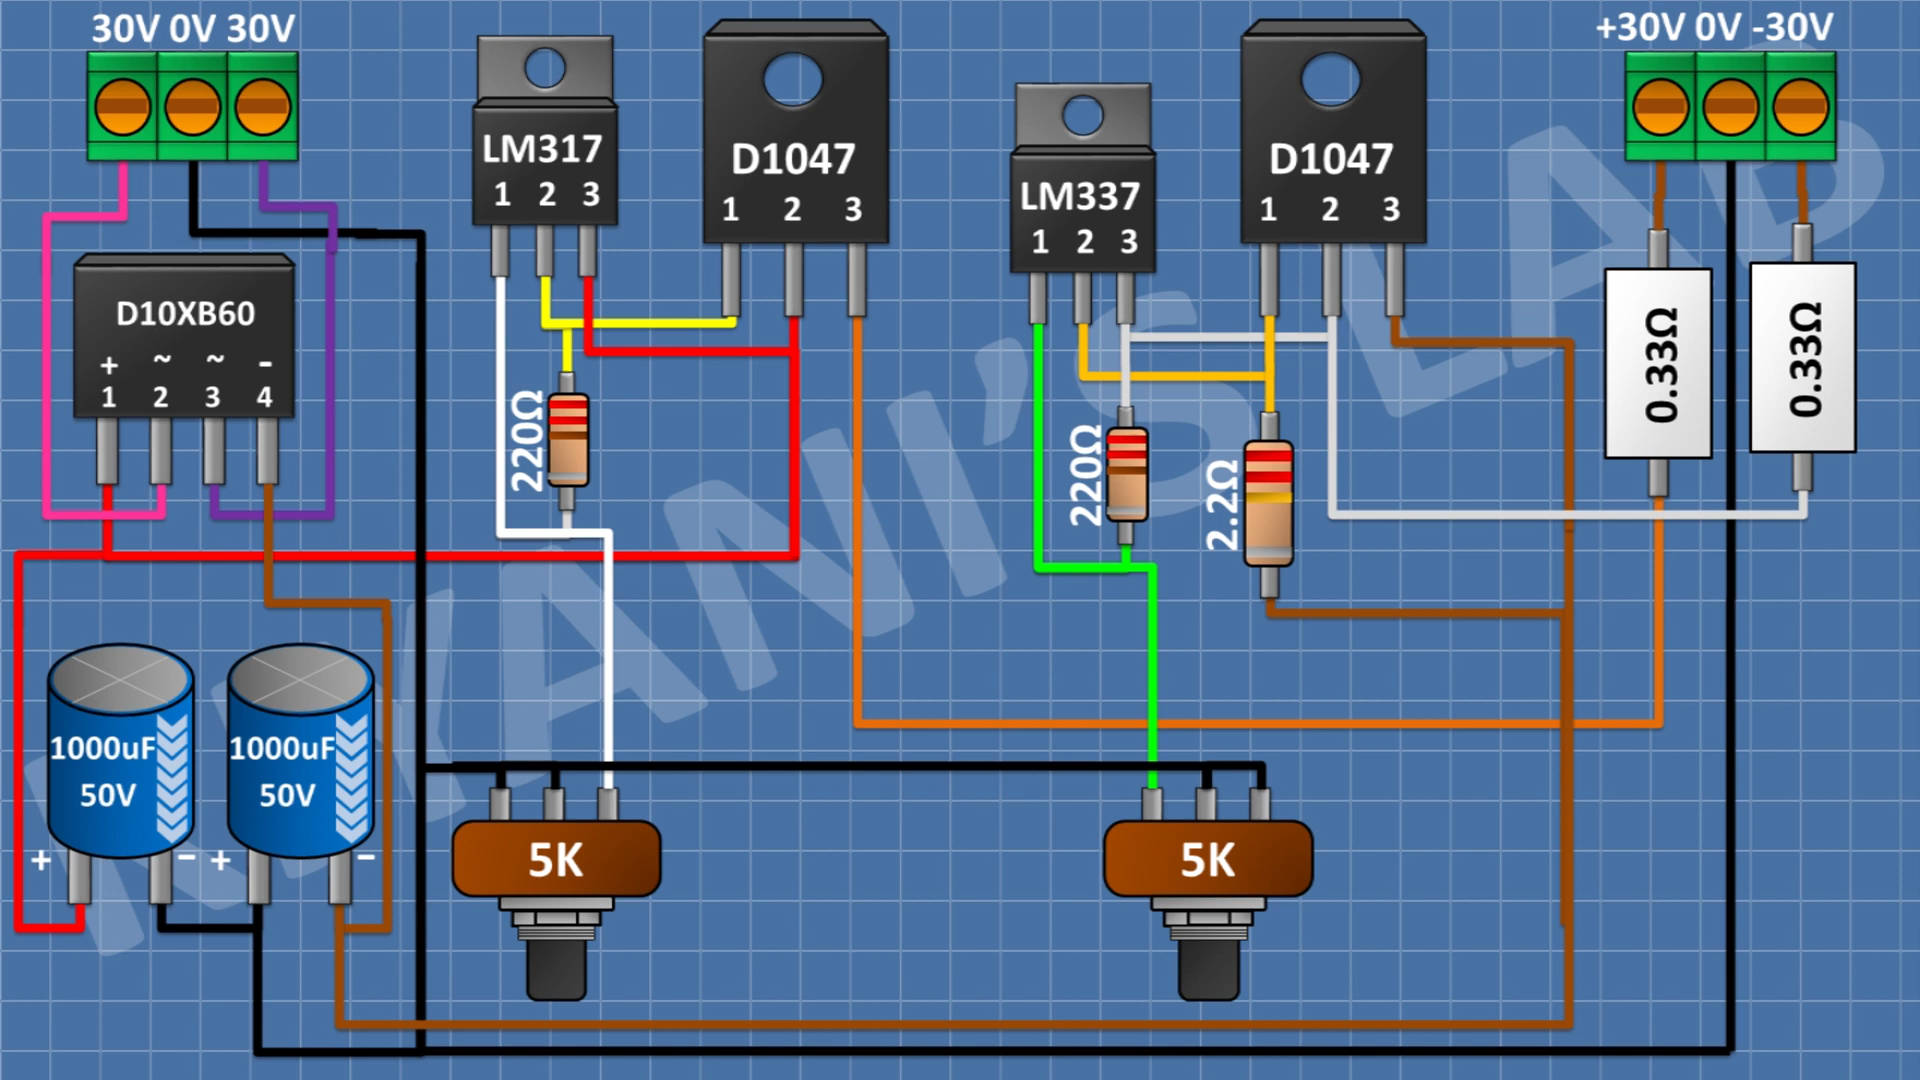 30V 0V 30V
+30V 0V -30V
LM317
1 2 3
D1047
1 2 3
LM337
1 2 3
D1047
1 2 3
D10XB60
+ ~ ~ -
1 2 3 4
220Ω
220Ω
2.2Ω
0.33Ω
0.33Ω
1000uF
50V
+ -
1000uF
50V
+ -
5K
5K
KYANI'S LAB